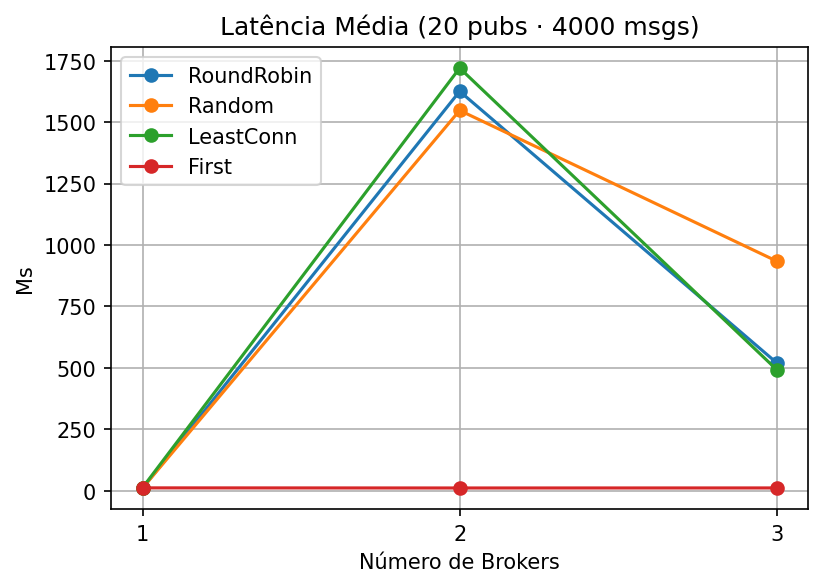 Latência Média (20 pubs · 4000 msgs)
RoundRobin
Random
LeastConn
First
1750
1500
1250
1000
750
500
250
0
Ms
1 2 3
Número de Brokers